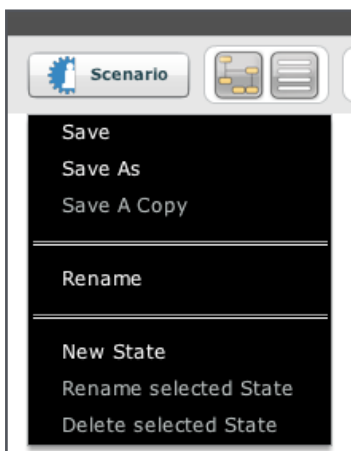 Scenario
Save
Save As
Save A Copy
Rename
New State
Rename selected State
Delete selected State